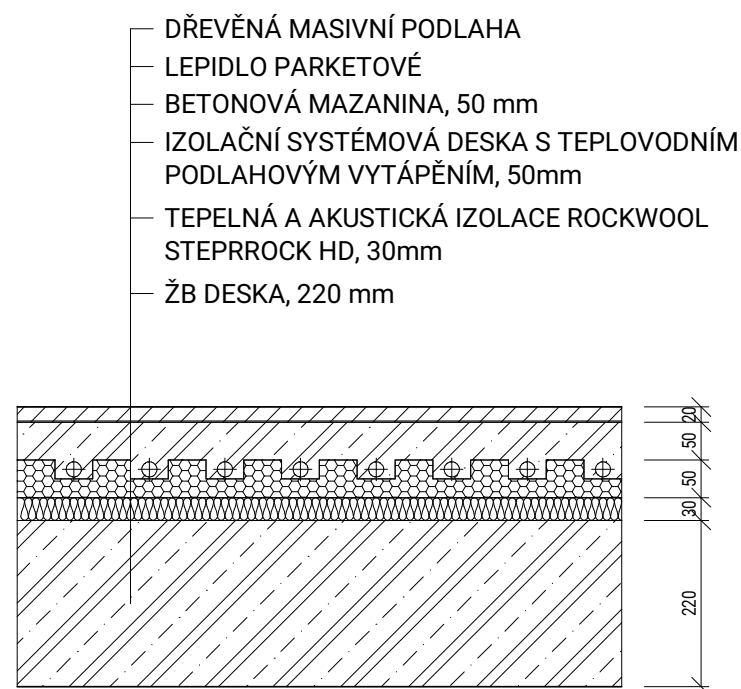 DŘEVĚNÁ MASIVNÍ PODLAHA
LEPIDLO PARKETOVÉ
BETONOVÁ MAZANINA, 50 mm
IZOLAČNÍ SYSTÉMOVÁ DESKA S TEPLOVODNÍM
PODLAHOVÝM VYTÁPĚNÍM, 50mm
TEPELNÁ A AKUSTICKÁ IZOLACE ROCKWOOL
STEPRROCK HD, 30mm
ŽB DESKA, 220 mm
20
50
50
30
220